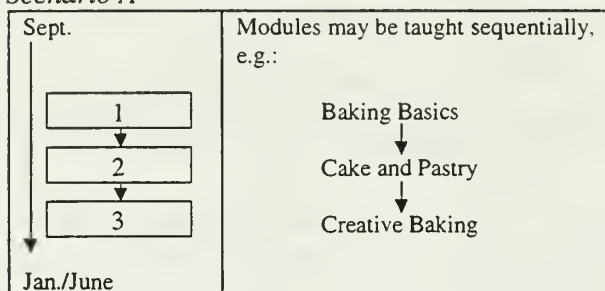 Scenario A
Sept.
1
2
3
Jan./June
Modules may be taught sequentially,
e.g.:
Baking Basics
Cake and Pastry
Creative Baking